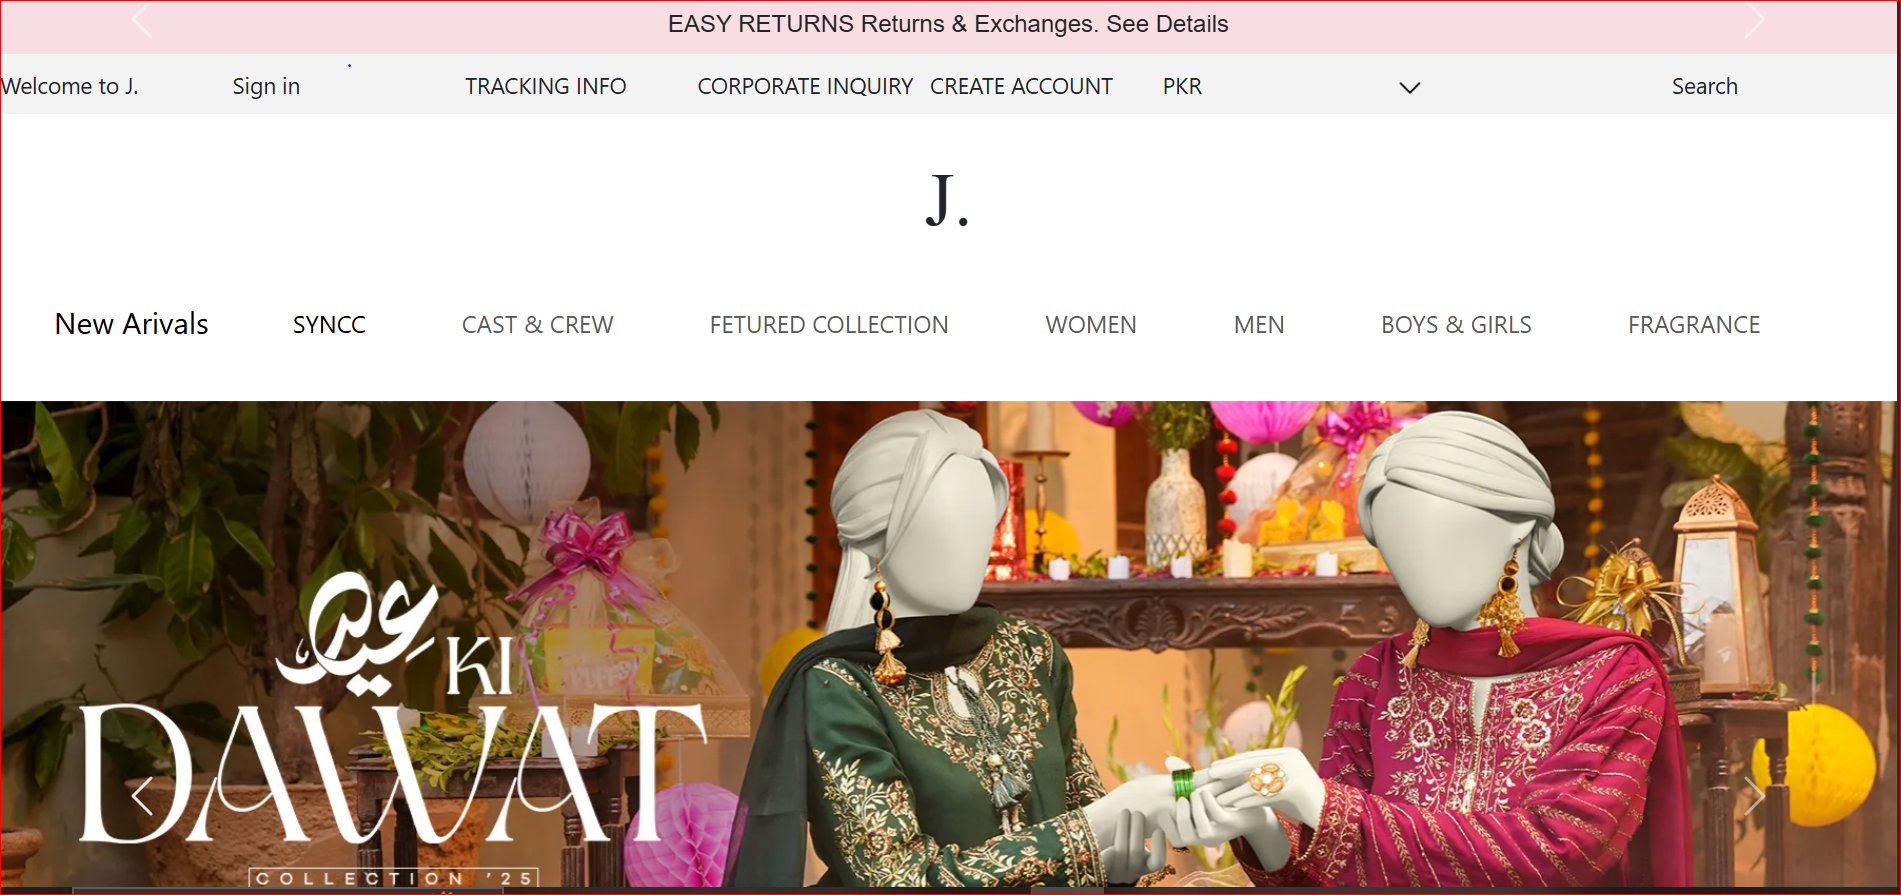 EASY RETURNS Returns & Exchanges. See Details
Welcome to J. Sign in TRACKING INFO CORPORATE INQUIRY CREATE ACCOUNT PKR Search
J.
New Arivals SYNCC CAST & CREW FETURED COLLECTION WOMEN MEN BOYS & GIRLS FRAGRANCE
عید KI
DAWAT
COLLECTION '25